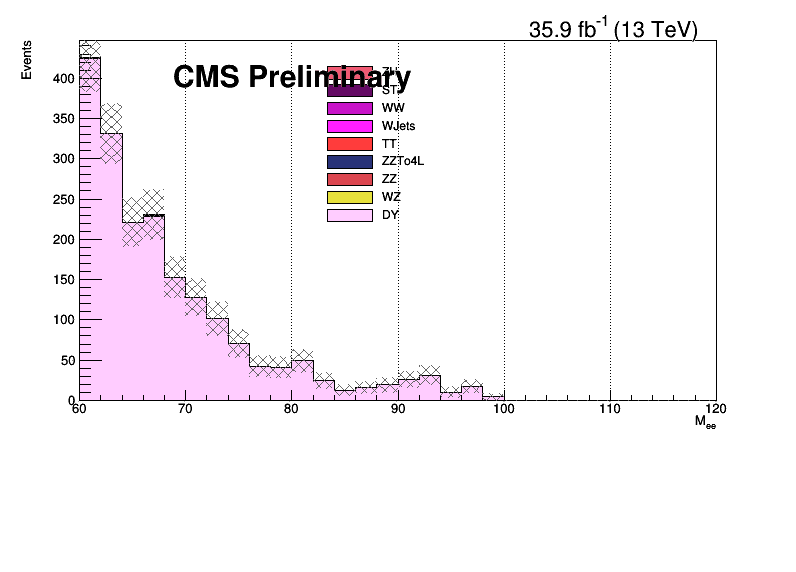 35.9 fb⁻¹ (13 TeV)
Events
CMS Preliminary
ST
WW
WJets
TT
ZZTo4L
ZZ
WZ
DY
400
350
300
250
200
150
100
50
0
60 70 80 90 100 110 120
Mₑₑ